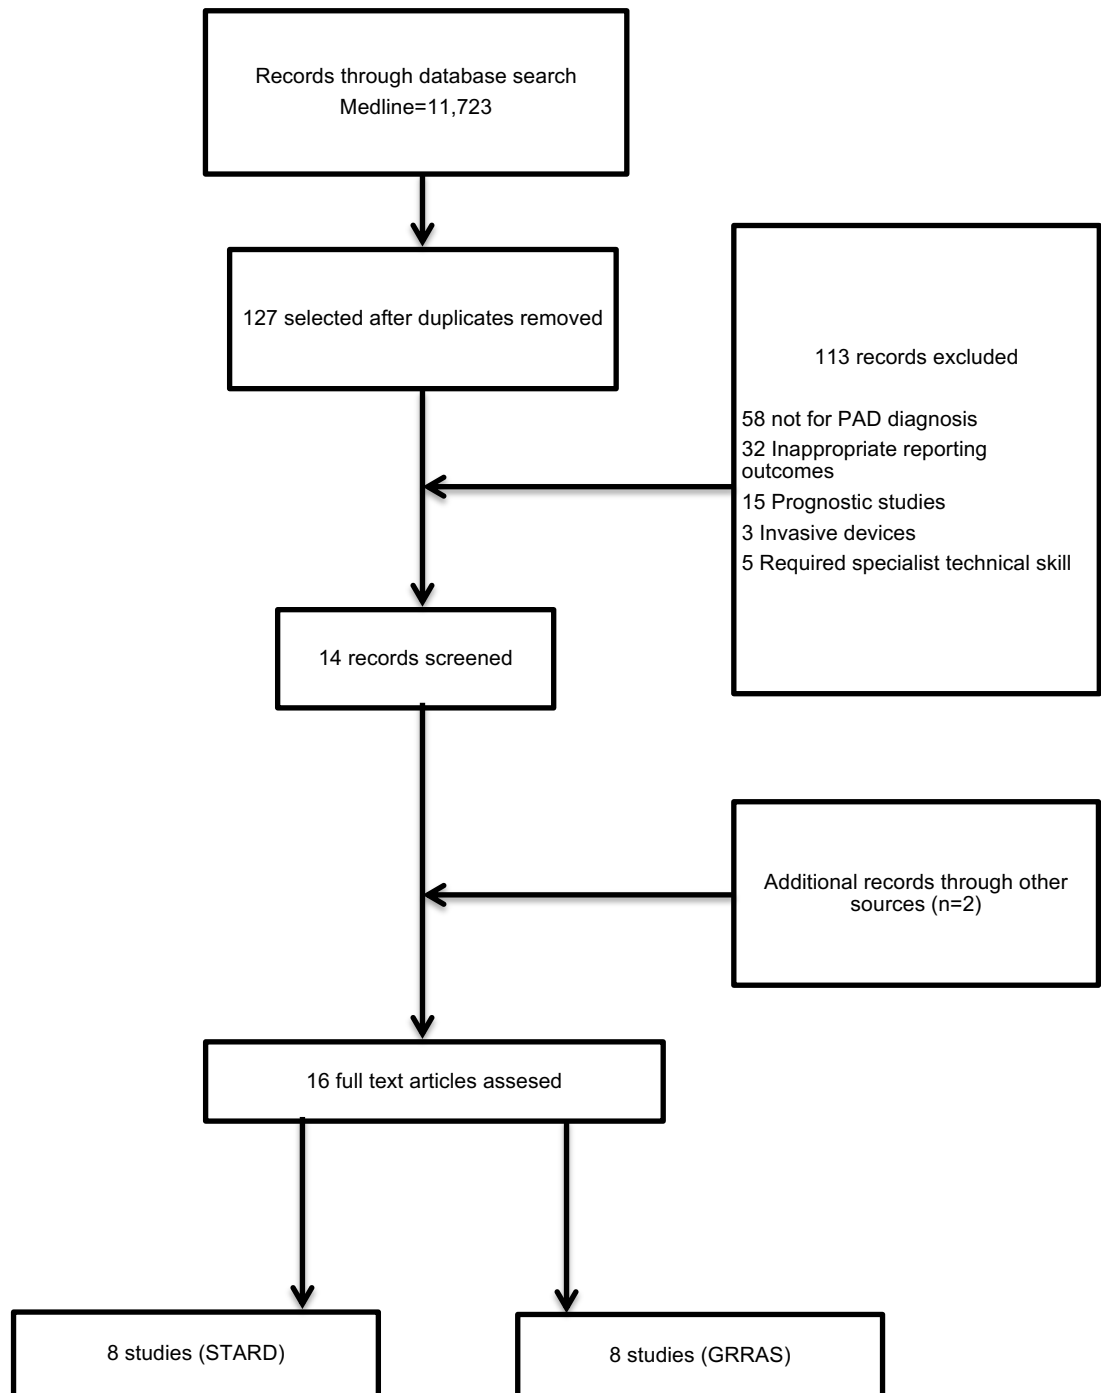 Records through database search
Medline=11,723
127 selected after duplicates removed
113 records excluded
58 not for PAD diagnosis
32 Inappropriate reporting
outcomes
15 Prognostic studies
3 Invasive devices
5 Required specialist technical skill
14 records screened
Additional records through other
sources (n=2)
16 full text articles assesed
8 studies (STARD)
8 studies (GRRAS)